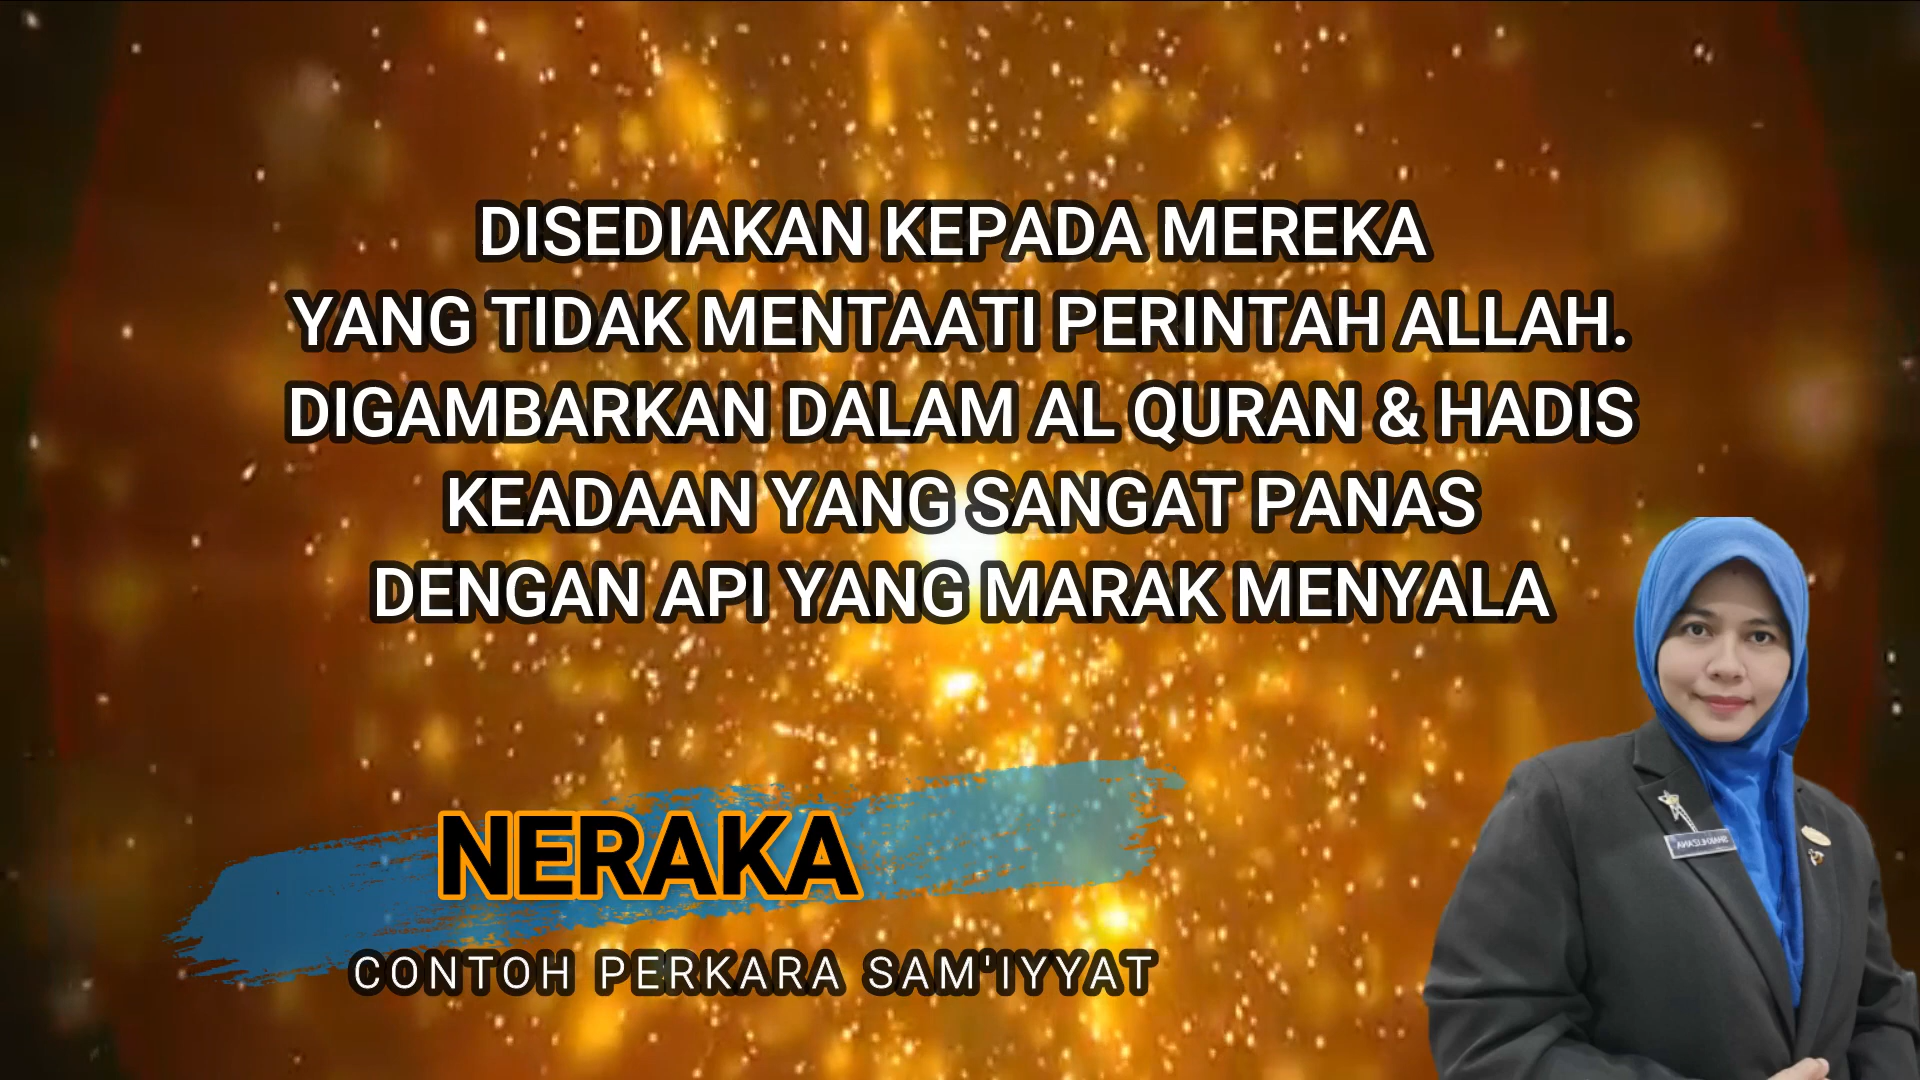 DISEDIAKAN KEPADA MEREKA
YANG TIDAK MENTAATI PERINTAH ALLAH.
DIGAMBARKAN DALAM AL QURAN & HADIS
KEADAAN YANG SANGAT PANAS
DENGAN API YANG MARAK MENYALA
NERAKA
CONTOH PERKARA SAM'IYYAT